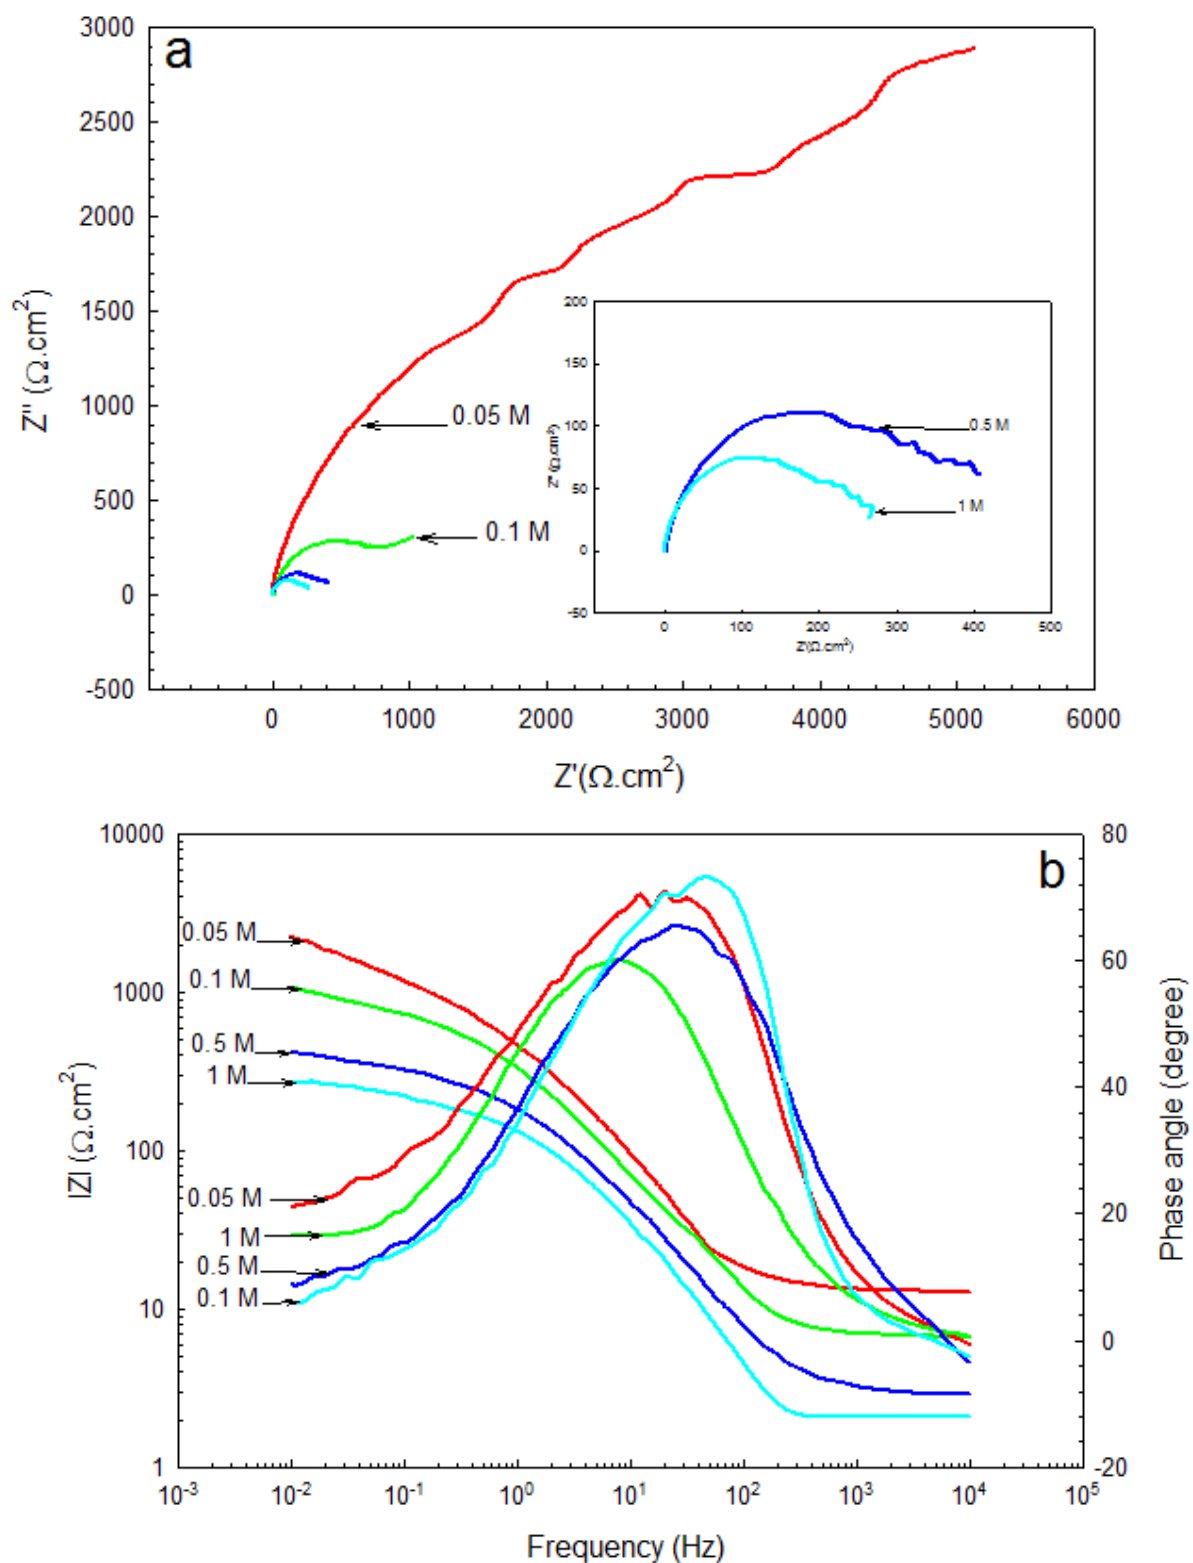 a
3000
2500
2000
1500
1000
500
0
-500
Z'' (Ω.cm²)
0.05 M
0.1 M
200
150
100
50
0
-50
Z'' (Ω.cm²)
0.5 M
1 M
0 100 200 300 400 500
Z'(Ω.cm²)
0 1000 2000 3000 4000 5000 6000
Z'(Ω.cm²)
b
10000
1000
100
10
1
IZI (Ω.cm²)
0.05 M
0.1 M
0.5 M
1 M
0.05 M
1 M
0.5 M
0.1 M
80
60
40
20
0
-20
Phase angle (degree)
10⁻³ 10⁻² 10⁻¹ 10⁰ 10¹ 10² 10³ 10⁴ 10⁵
Frequency (Hz)